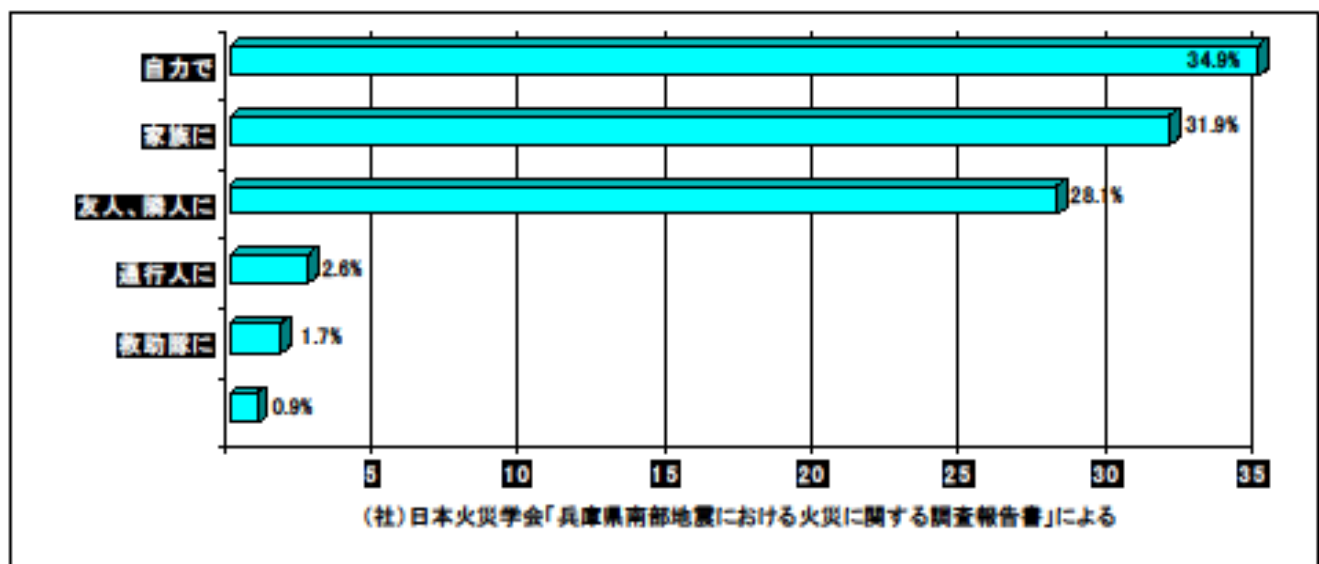 自力で 34.9%
家族に 31.9%
友人、隣人に 28.1%
通行人に 2.6%
救助隊に 1.7%
0.9%
5 10 15 20 25 30 35
(社)日本火災学会「兵庫県南部地震における火災に関する調査報告書」による